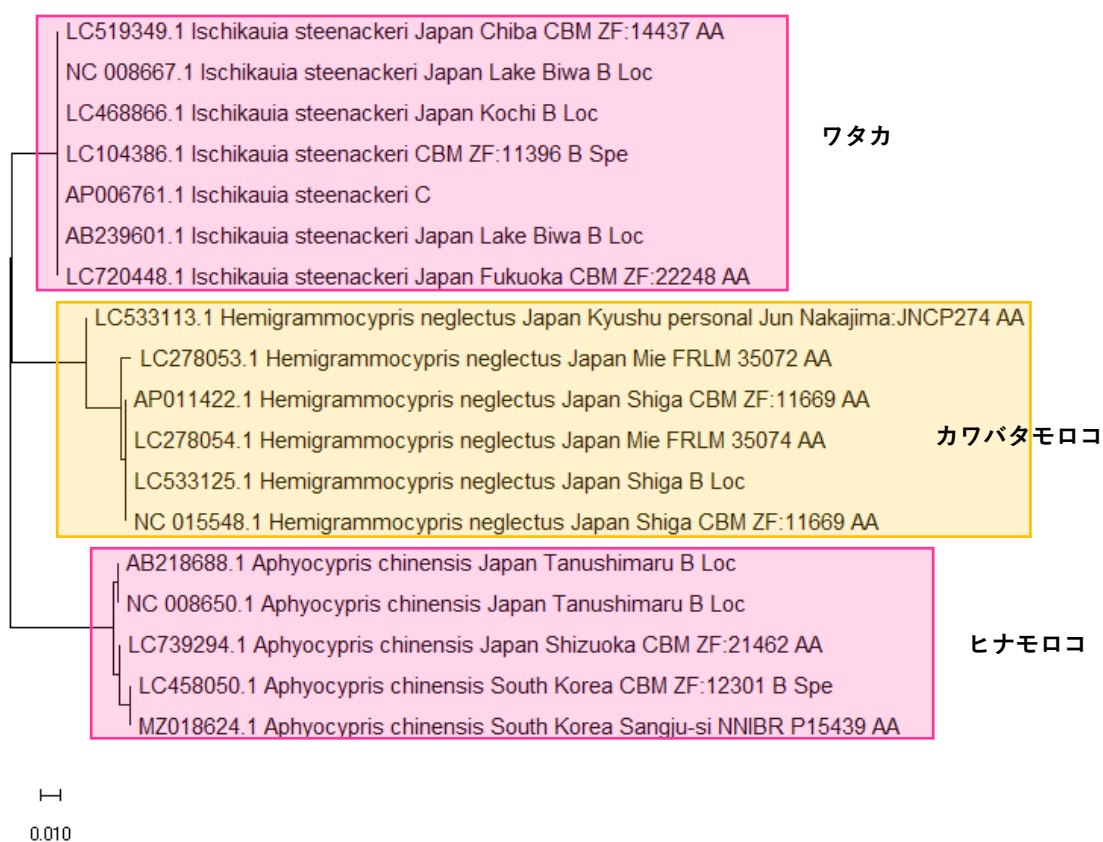 LC519349.1 Ischikauia steenackeri Japan Chiba CBM ZF:14437 AA
NC 008667.1 Ischikauia steenackeri Japan Lake Biwa B Loc
LC468866.1 Ischikauia steenackeri Japan Kochi B Loc
ワタカ
LC104386.1 Ischikauia steenackeri CBM ZF:11396 B Spe
AP006761.1 Ischikauia steenackeri C
AB239601.1 Ischikauia steenackeri Japan Lake Biwa B Loc
LC720448.1 Ischikauia steenackeri Japan Fukuoka CBM ZF:22248 AA
LC533113.1 Hemigrammocypris neglectus Japan Kyushu personal Jun Nakajima:JNCP274 AA
LC278053.1 Hemigrammocypris neglectus Japan Mie FRLM 35072 AA
AP011422.1 Hemigrammocypris neglectus Japan Shiga CBM ZF:11669 AA
LC278054.1 Hemigrammocypris neglectus Japan Mie FRLM 35074 AA
カワバタモロコ
LC533125.1 Hemigrammocypris neglectus Japan Shiga B Loc
NC 015548.1 Hemigrammocypris neglectus Japan Shiga CBM ZF:11669 AA
AB218688.1 Aphyocypris chinensis Japan Tanushimaru B Loc
NC 008650.1 Aphyocypris chinensis Japan Tanushimaru B Loc
LC739294.1 Aphyocypris chinensis Japan Shizuoka CBM ZF:21462 AA
ヒナモロコ
LC458050.1 Aphyocypris chinensis South Korea CBM ZF:12301 B Spe
MZ018624.1 Aphyocypris chinensis South Korea Sangju-si NNIBR P15439 AA
0.010